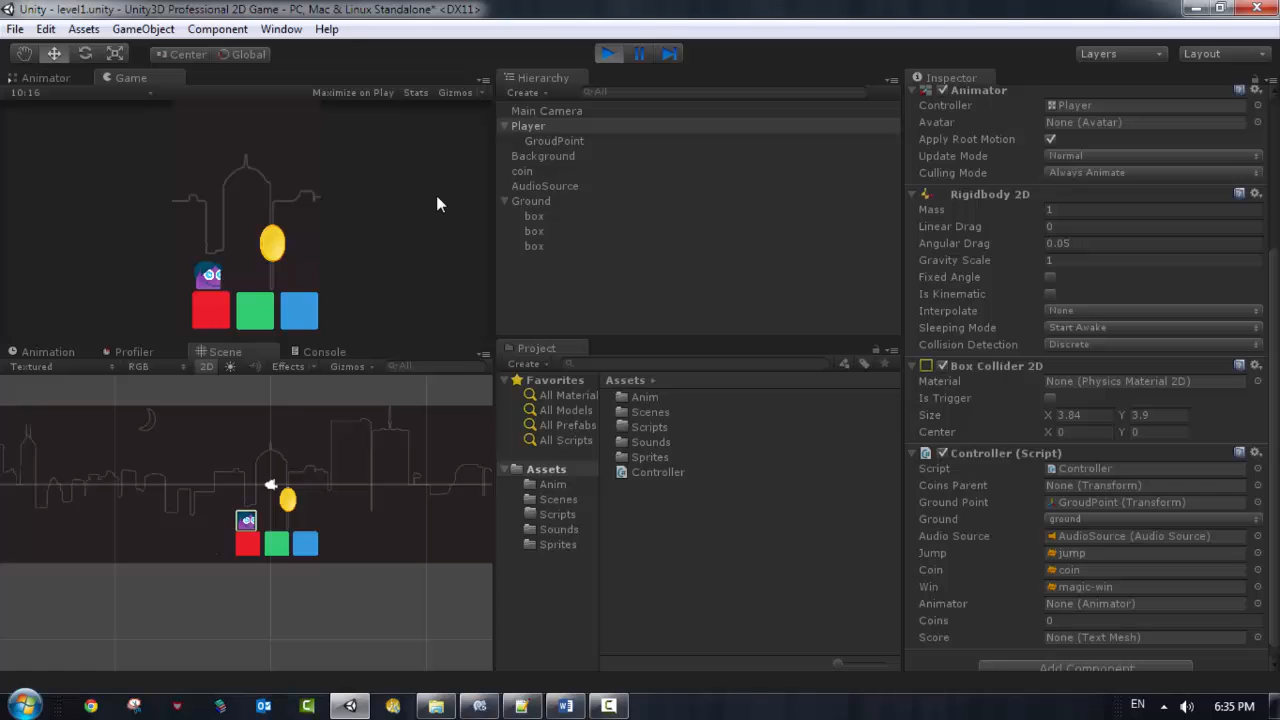 Unity - level1.unity - Unity3D Professional 2D Game - PC, Mac & Linux Standalone* <DX11>
File Edit Assets GameObject Component Window Help
Center Global Layers Layout
Animator Game
10:16 Maximize on Play Stats Gizmos
Hierarchy
Create All
Main Camera
Player
GroudPoint
Background
coin
AudioSource
Ground
box
box
box
Animation Profiler Scene Console
Textured RGB 2D Effects Gizmos All
Project
Create
Favorites
All Material
All Models
All Prefabs
All Scripts
Assets
Anim
Scenes
Scripts
Sounds
Sprites
Assets
Anim
Scenes
Scripts
Sounds
Sprites
Controller
Inspector
Animator
Controller Player
Avatar None (Avatar)
Apply Root Motion
Update Mode Normal
Culling Mode Always Animate
Rigidbody 2D
Mass 1
Linear Drag 0
Angular Drag 0.05
Gravity Scale 1
Fixed Angle
Is Kinematic
Interpolate None
Sleeping Mode Start Awake
Collision Detection Discrete
Box Collider 2D
Material None (Physics Material 2D)
Is Trigger
Size X 3.84 Y 3.9
Center X 0 Y 0
Controller (Script)
Script Controller
Coins Parent None (Transform)
Ground Point GroudPoint (Transform)
Ground ground
Audio Source AudioSource (Audio Source)
Jump jump
Coin coin
Win magic-win
Animator None (Animator)
Coins 0
Score None (Text Mesh)
Add Component
EN 6:35 PM